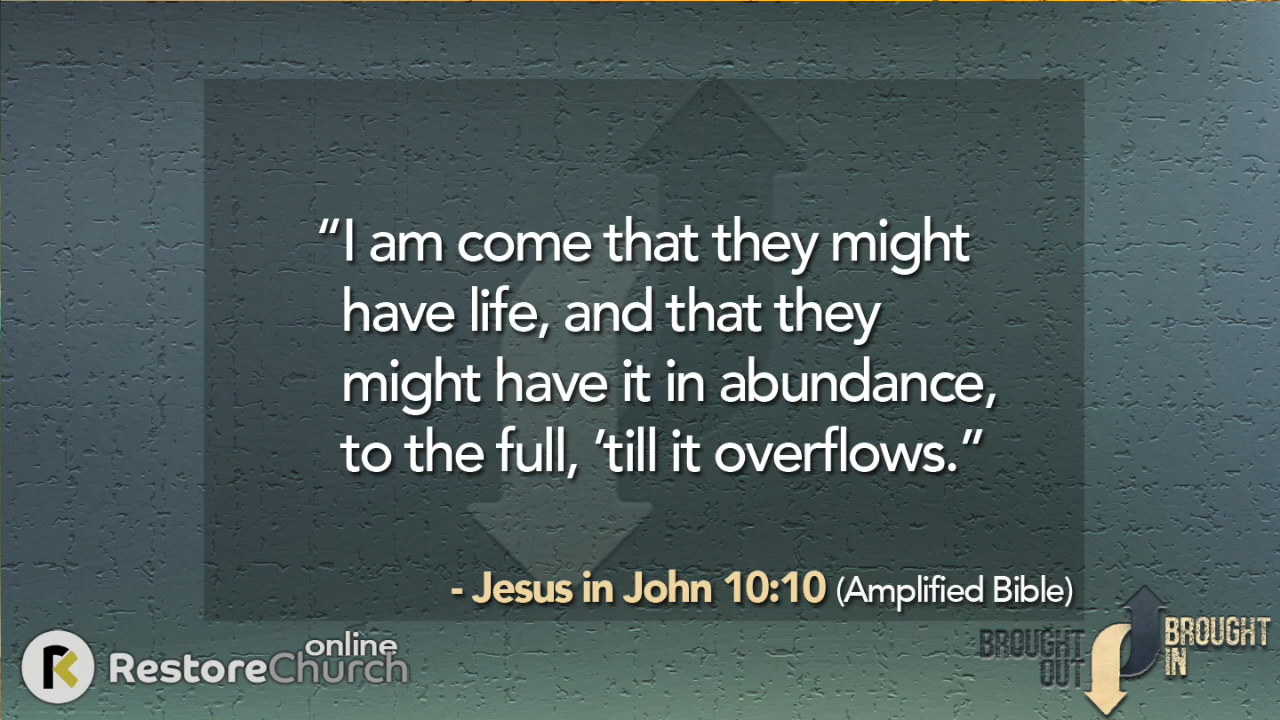 “I am come that they might
have life, and that they
might have it in abundance,
to the full, ’till it overflows.”
- Jesus in John 10:10 (Amplified Bible)
online
RestoreChurch
BROUGHT
OUT
BROUGHT
IN